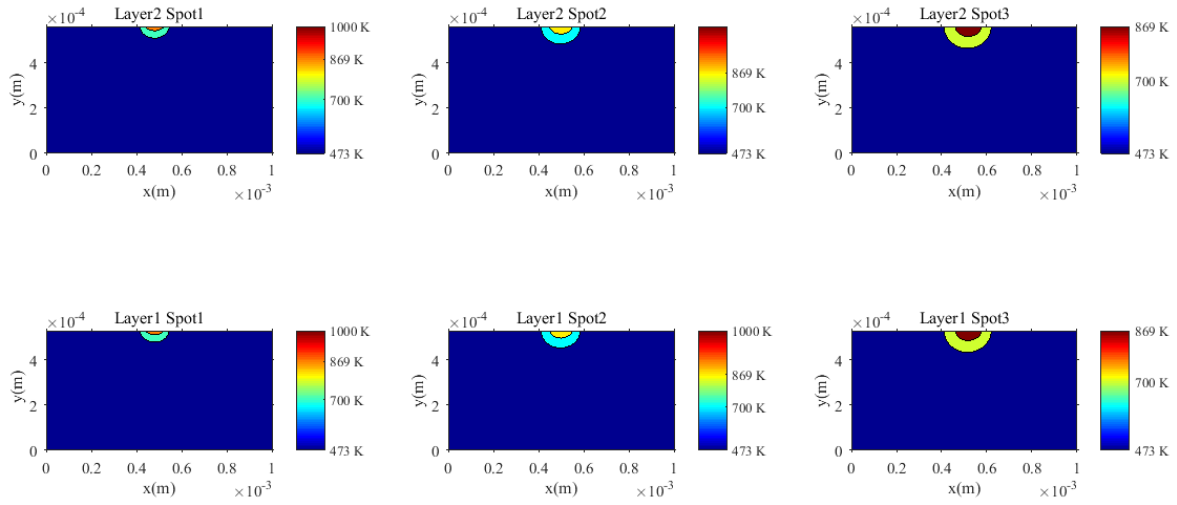 ×10-4
Layer2 Spot1
y(m)
4
2
0
0
0.2
0.4
0.6
0.8
1
x(m)
×10-3
1000 K
869 K
700 K
473 K
×10-4
Layer2 Spot2
y(m)
4
2
0
0
0.2
0.4
0.6
0.8
1
x(m)
×10-3
869 K
700 K
473 K
×10-4
Layer2 Spot3
y(m)
4
2
0
0
0.2
0.4
0.6
0.8
1
x(m)
×10-3
869 K
700 K
473 K
×10-4
Layer1 Spot1
y(m)
4
2
0
0
0.2
0.4
0.6
0.8
1
x(m)
×10-3
1000 K
869 K
700 K
473 K
×10-4
Layer1 Spot2
y(m)
4
2
0
0
0.2
0.4
0.6
0.8
1
x(m)
×10-3
1000 K
869 K
700 K
473 K
×10-4
Layer1 Spot3
y(m)
4
2
0
0
0.2
0.4
0.6
0.8
1
x(m)
×10-3
869 K
700 K
473 K